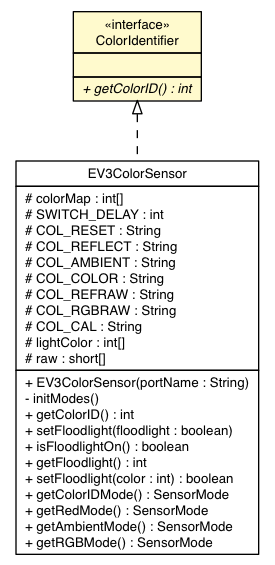 «interface»
ColorIdentifier
+ getColorID() : int
EV3ColorSensor
# colorMap : int[]
# SWITCH_DELAY : int
# COL_RESET : String
# COL_REFLECT : String
# COL_AMBIENT : String
# COL_COLOR : String
# COL_REFRAW : String
# COL_RGBRAW : String
# COL_CAL : String
# lightColor : int[]
# raw : short[]
+ EV3ColorSensor(portName : String)
- initModes()
+ getColorID() : int
+ setFloodlight(floodlight : boolean)
+ isFloodlightOn() : boolean
+ getFloodlight() : int
+ setFloodlight(color : int) : boolean
+ getColorIDMode() : SensorMode
+ getRedMode() : SensorMode
+ getAmbientMode() : SensorMode
+ getRGBMode() : SensorMode